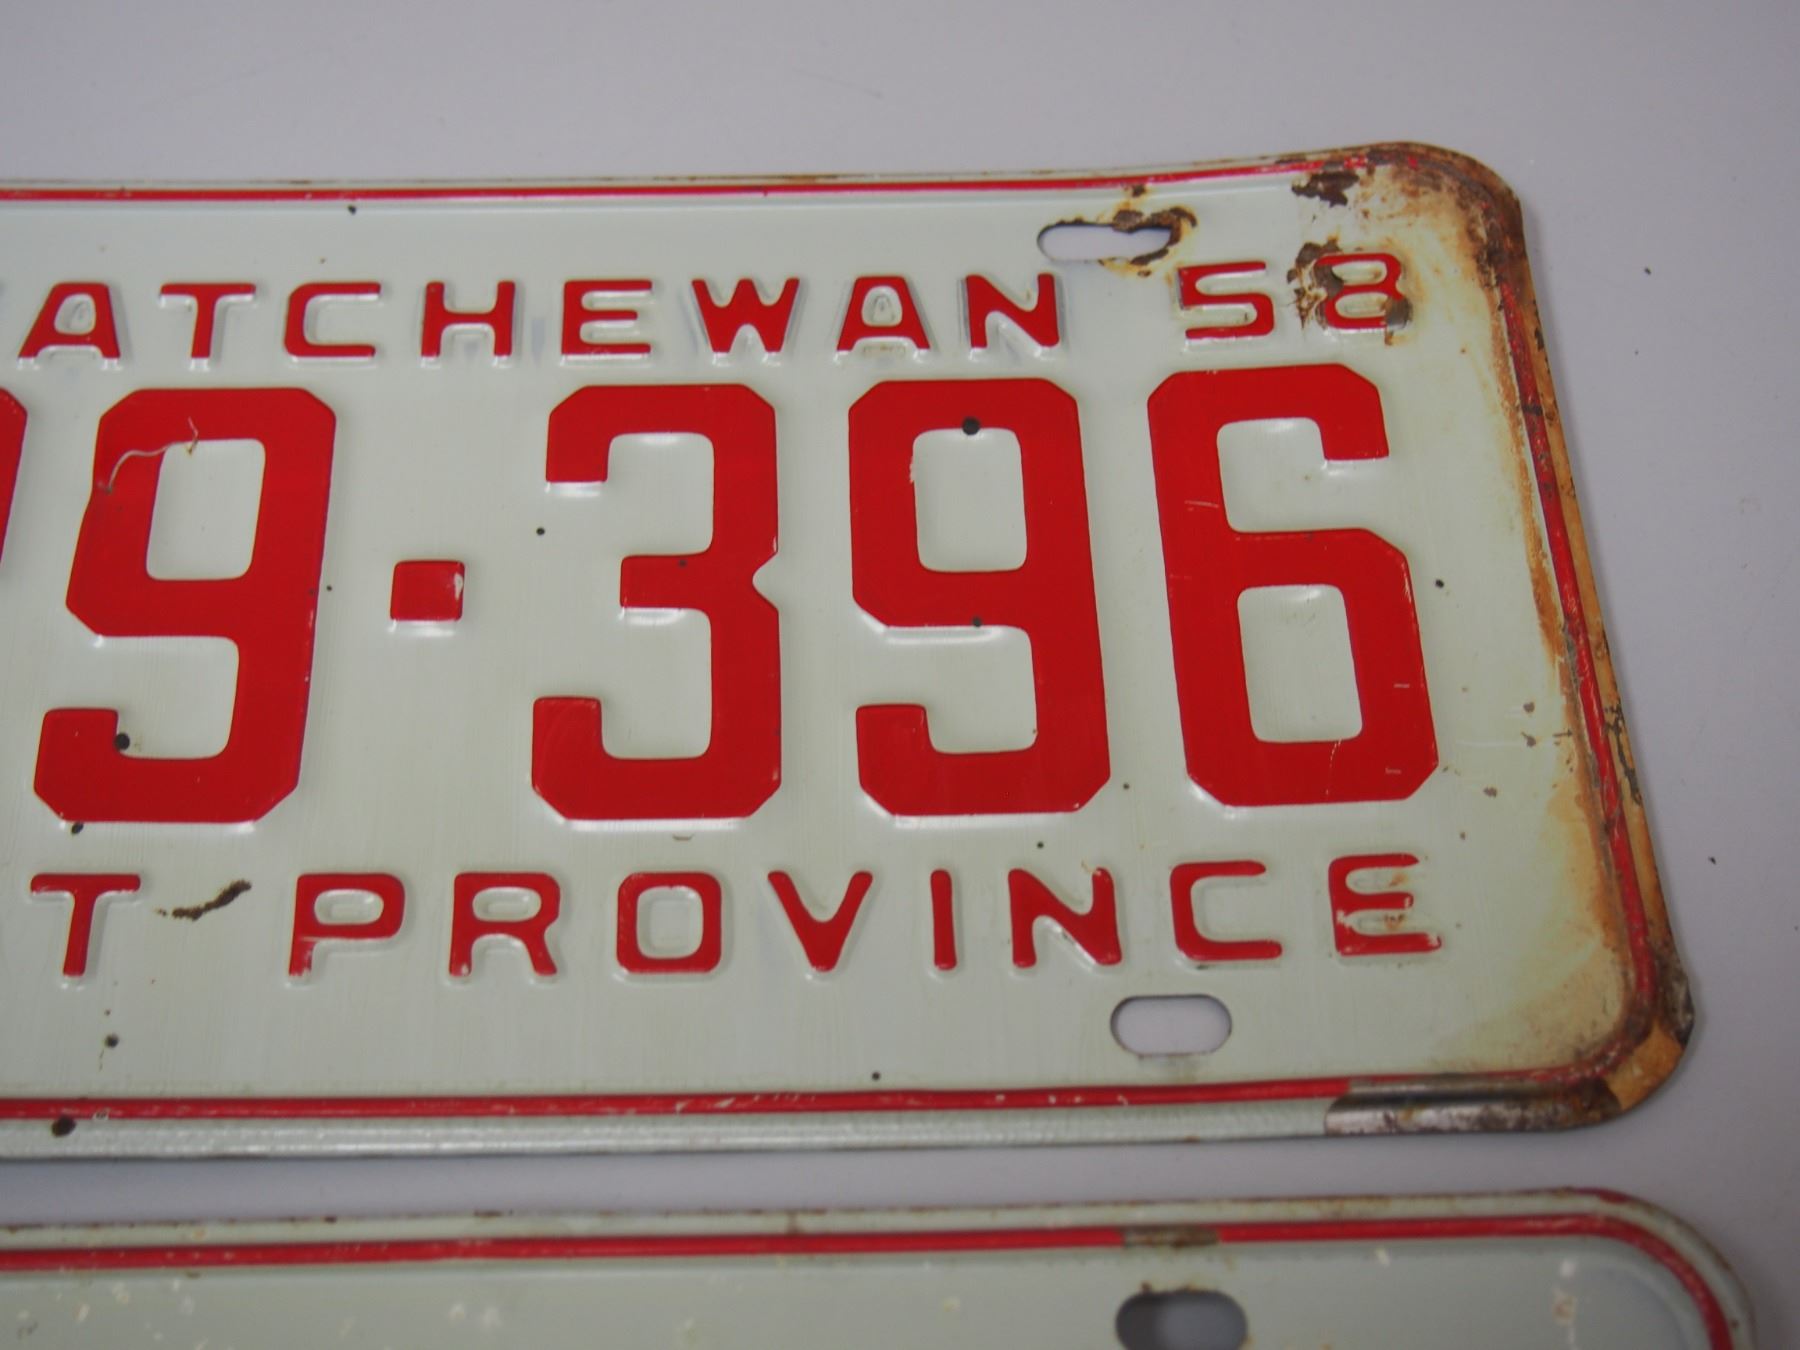 ATCHEWAN 58
9-396
T PROVINCE